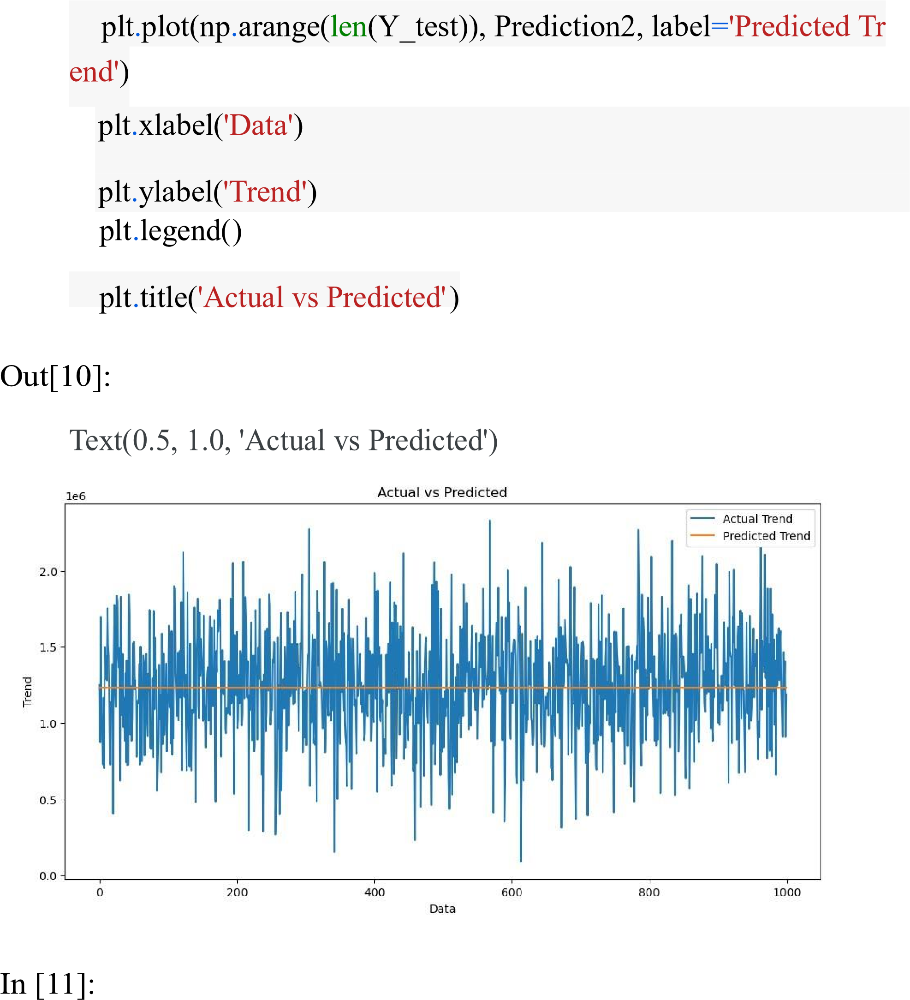 plt.plot(np.arange(len(Y_test)), Prediction2, label='Predicted Tr
end')
plt.xlabel('Data')
plt.ylabel('Trend')
plt.legend()
plt.title('Actual vs Predicted')
Out[10]:
Text(0.5, 1.0, 'Actual vs Predicted')
Actual vs Predicted
1e6
Actual Trend
Predicted Trend
2.0
1.5
1.0
0.5
0.0
Trend
0 200 400 600 800 1000
Data
In [11]: